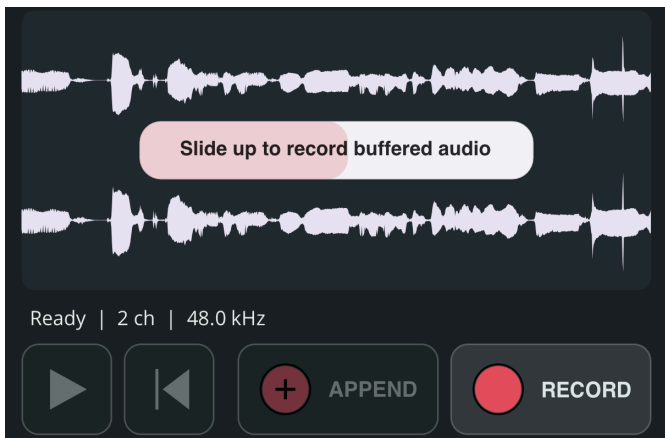 Slide up to record buffered audio
Ready | 2 ch | 48.0 kHz
APPEND
RECORD